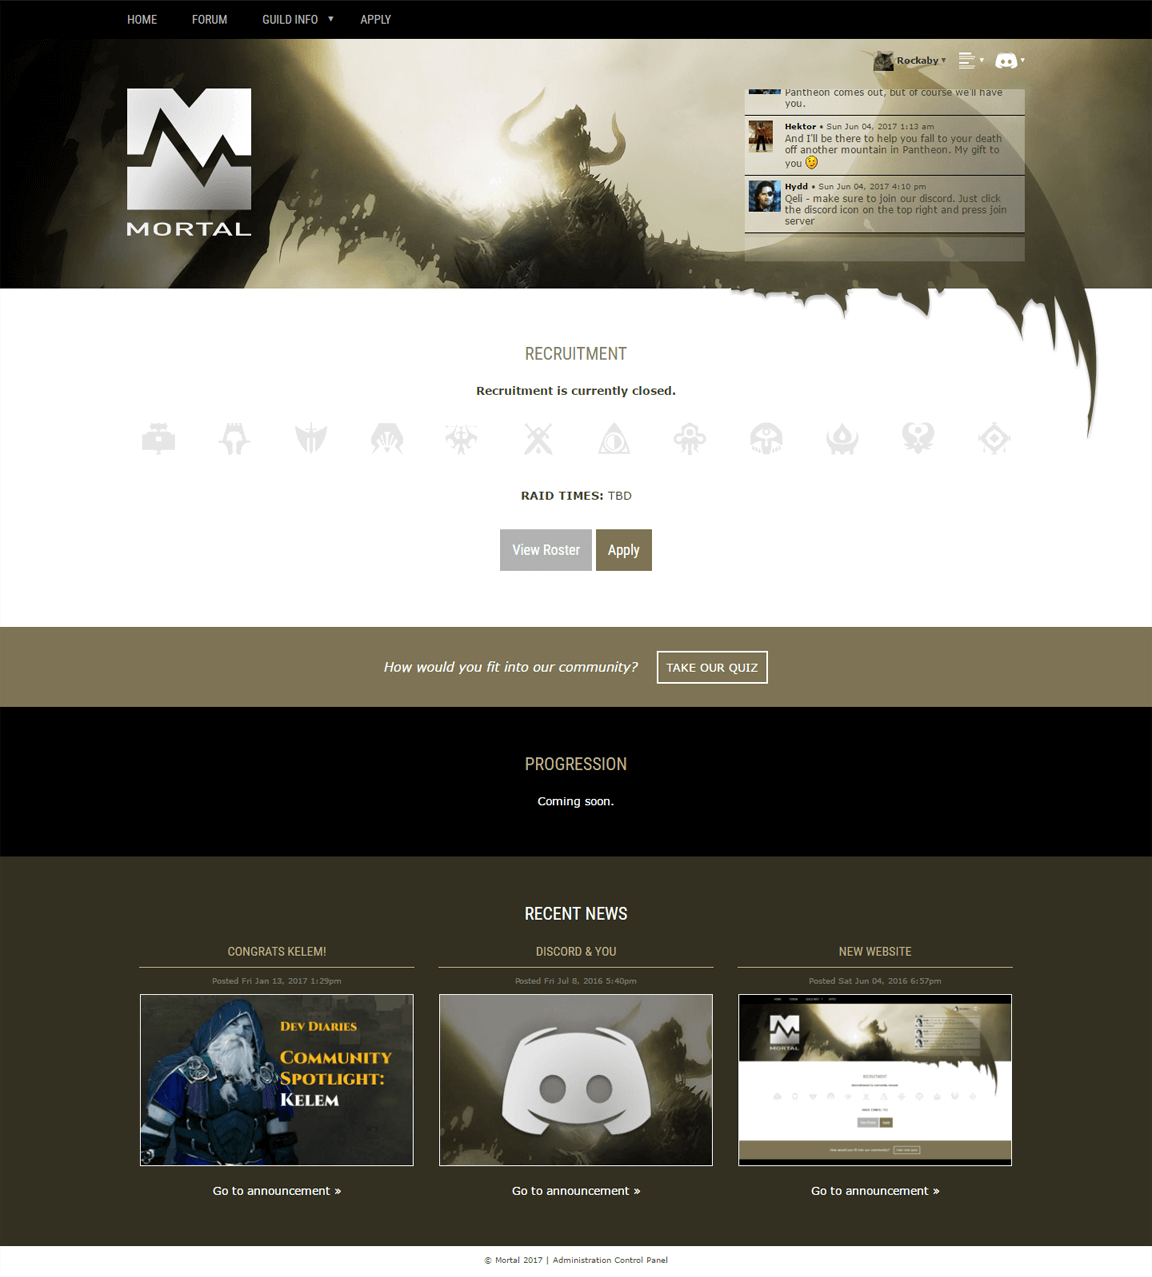 HOME FORUM GUILD INFO ▼ APPLY
Rockaby ▼
MORTAL
Pantheon comes out, but of course we'll have
you.
Hektor • Sun Jun 04, 2017 1:13 am
And I'll be there to help you fall to your death
off another mountain in Pantheon. My gift to
you
Hydd • Sun Jun 04, 2017 4:10 pm
Qeli - make sure to join our discord. Just click
the discord icon on the top right and press join
server
RECRUITMENT
Recruitment is currently closed.
RAID TIMES: TBD
View Roster Apply
How would you fit into our community? TAKE OUR QUIZ
PROGRESSION
Coming soon.
RECENT NEWS
CONGRATS KELEM!
Posted Fri Jan 13, 2017 1:29pm
DEV DIARIES
COMMUNITY
SPOTLIGHT:
KELEM
Go to announcement »
DISCORD & YOU
Posted Fri Jul 8, 2016 5:40pm
Go to announcement »
NEW WEBSITE
Posted Sat Jun 04, 2016 6:57pm
MORTAL
Go to announcement »
© Mortal 2017 | Administration Control Panel